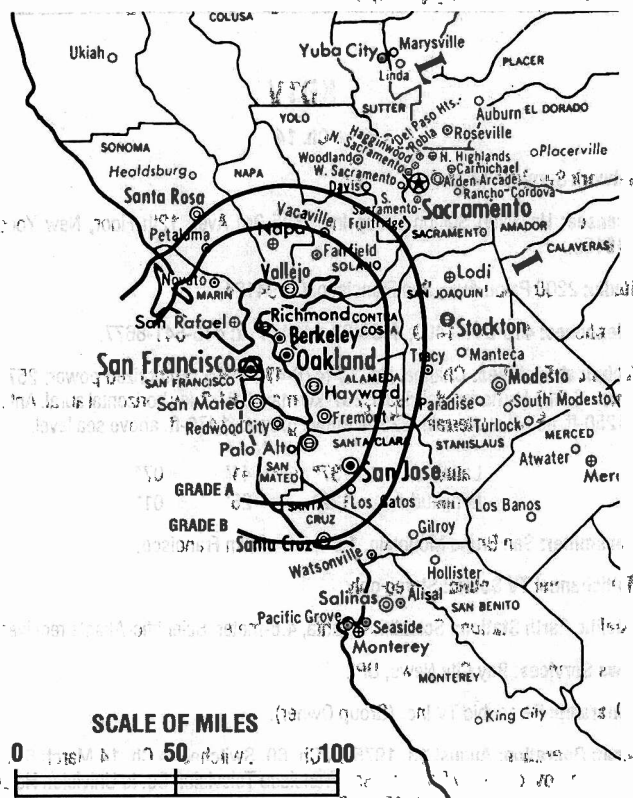 COLUSA
Ukiah
Yuba City
Marysville
Linda
PLACER
SUTTER
Auburn
EL DORADO
YOLO
Del Paso Hts.
Robla
Hagginwood
N. Sacramento
Roseville
SONOMA
NAPA
Woodland
N. Highlands
Placerville
Healdsburg
Carmichael
W. Sacramento
Arden-Arcade
Davis
Rancho-Cordova
Santa Rosa
Vacaville
S. Sacramento-
Fruitridge
Sacramento
Petaluma
Napa
SACRAMENTO
AMADOR
Fairfield
CALAVERAS
SOLANO
Novato
MARIN
Vallejo
Lodi
SAN JOAQUIN
San Rafael
Richmond
CONTRA
COSTA
Berkeley
Stockton
San Francisco
Oakland
Tracy
Manteca
SAN FRANCISCO
ALAMEDA
Hayward
Modesto
San Mateo
Paradise
South Modesto
Redwood City
Fremont
Turlock
Palo Alto
SANTA CLARA
STANISLAUS
MERCED
SAN
MATEO
San Jose
Atwater
Mer
GRADE A
SANTA
CRUZ
Los Gatos
Los Banos
GRADE B
Santa Cruz
Gilroy
Watsonville
Hollister
Salinas
Alisal
SAN BENITO
Pacific Grove
Seaside
Monterey
MONTEREY
King City
SCALE OF MILES
0 50 100